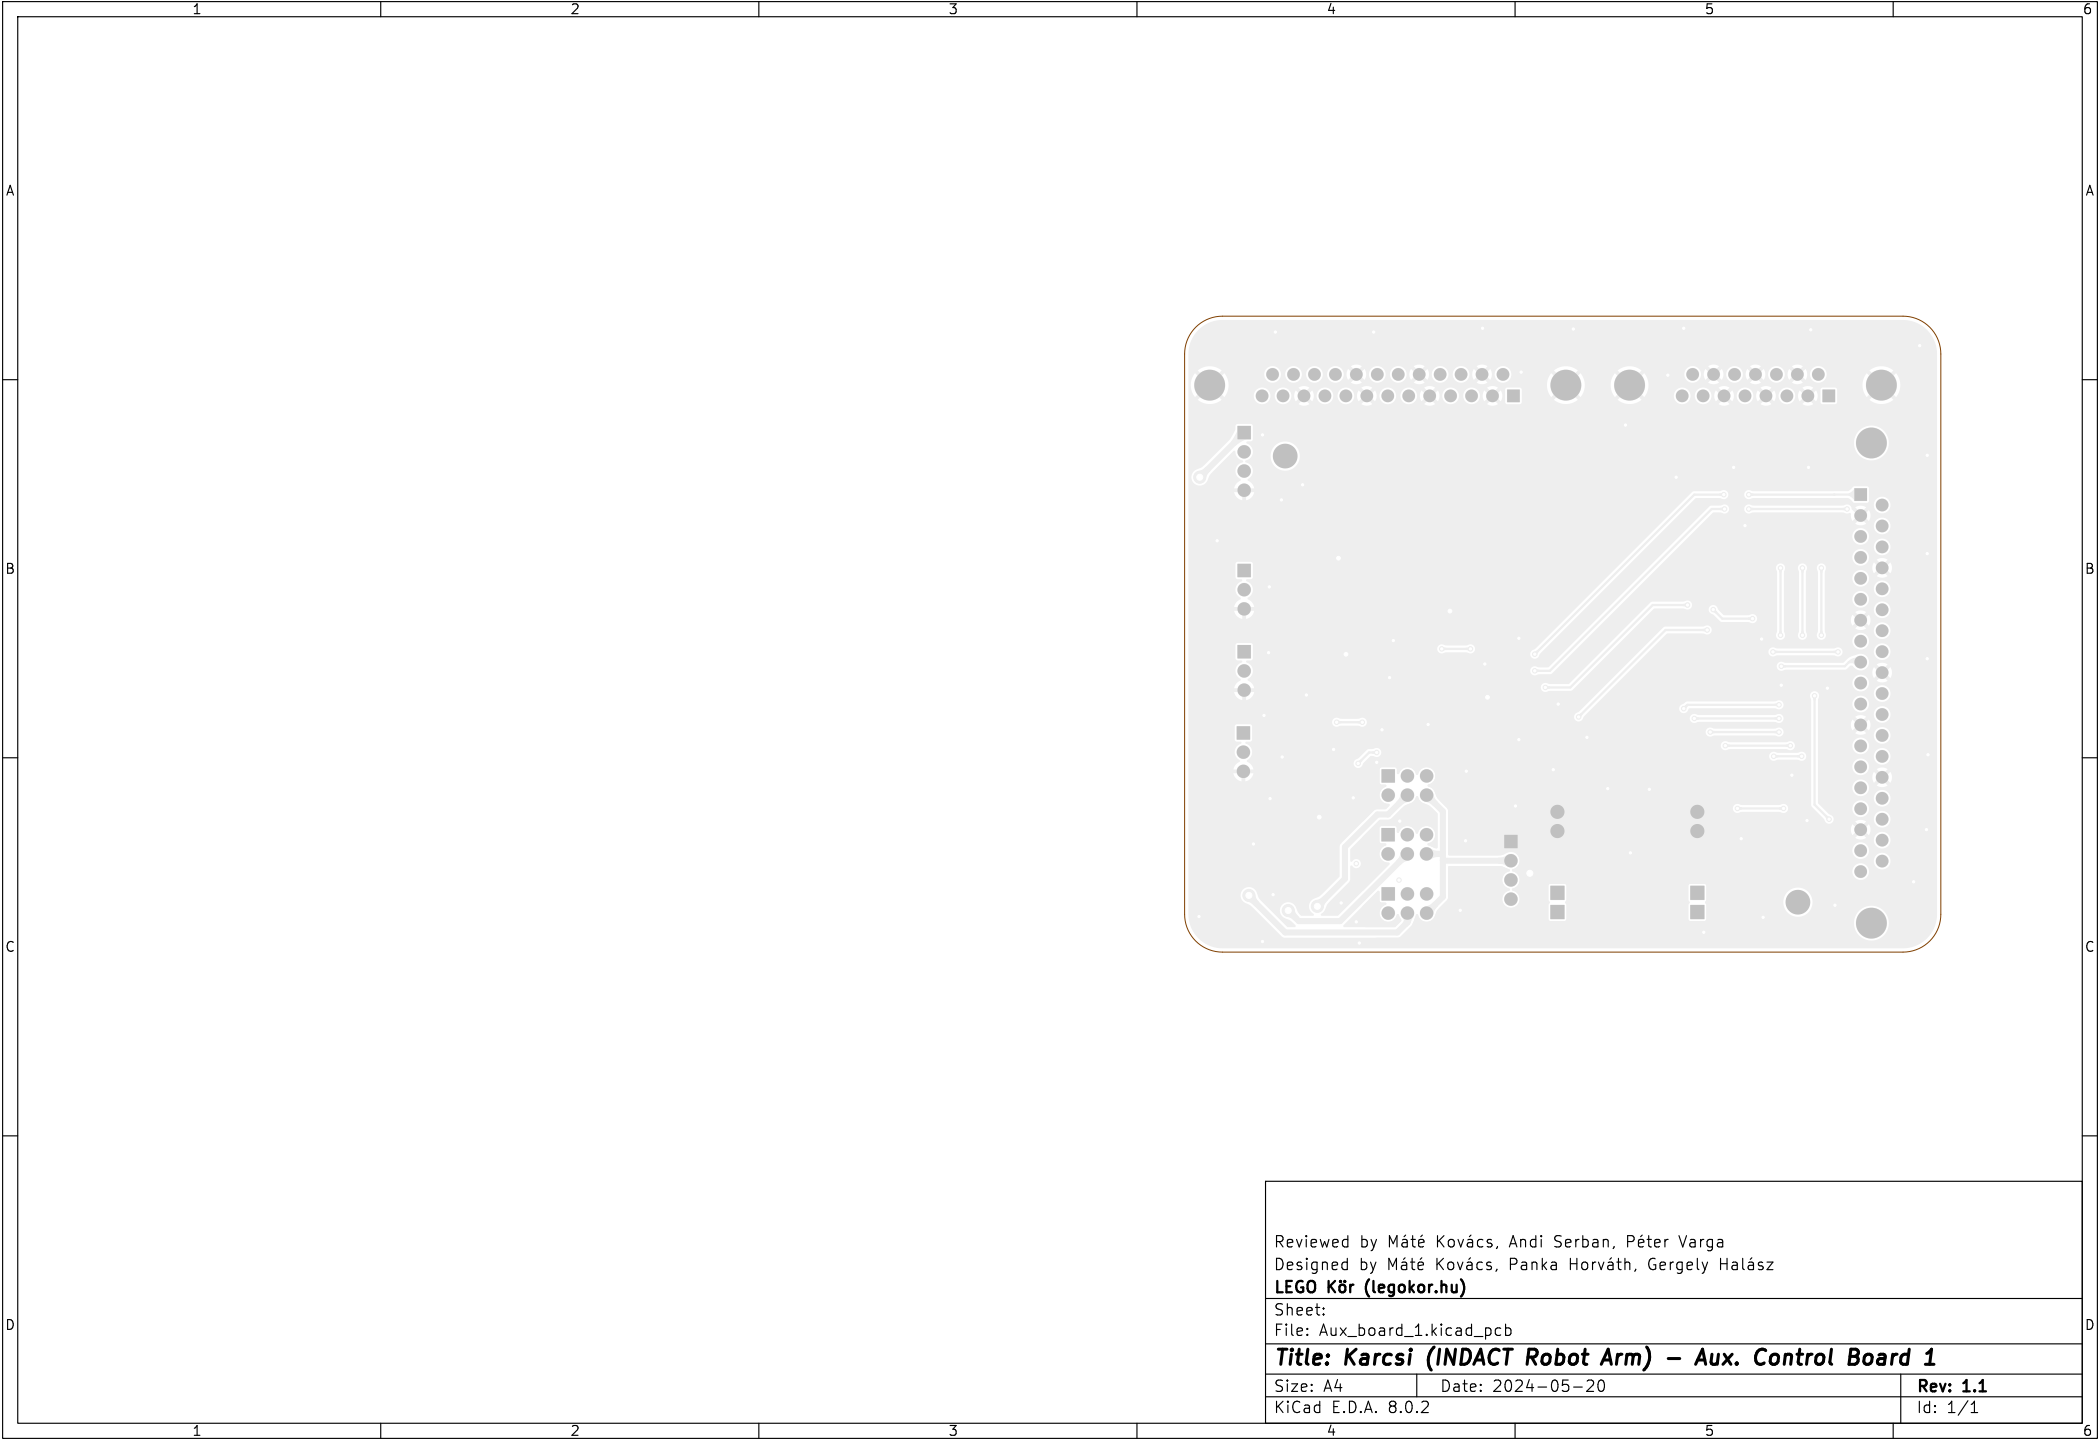 1 2 3 4 5 6
A A
B B
C C
Reviewed by Máté Kovács, Andi Serban, Péter Varga
Designed by Máté Kovács, Panka Horváth, Gergely Halász
LEGO Kör (legokor.hu)
Sheet:
D D
File: Aux_board_1.kicad_pcb
Title: Karcsi (INDACT Robot Arm) – Aux. Control Board 1
Size: A4 Date: 2024–05–20 Rev: 1.1
KiCad E.D.A. 8.0.2 Id: 1/1
1 2 3 4 5 6